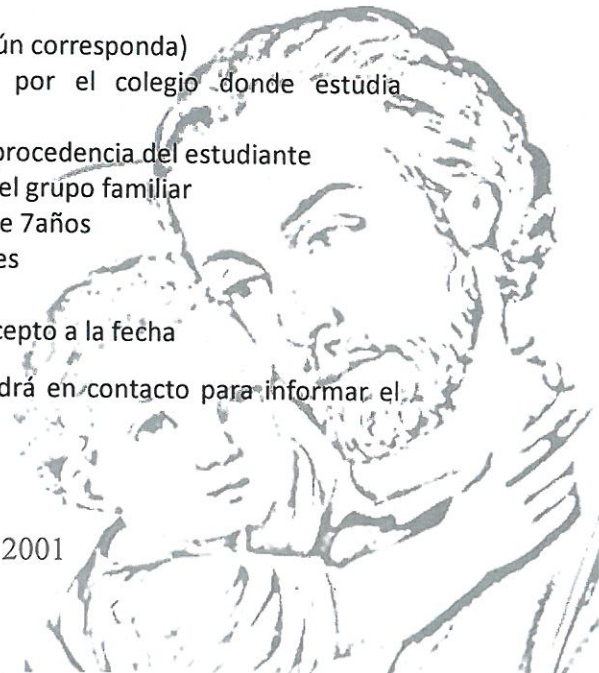 ún corresponda)
por el colegio donde estudia
procedencia del estudiante
el grupo familiar
e 7años
es
cepto a la fecha
drá en contacto para informar el
2001